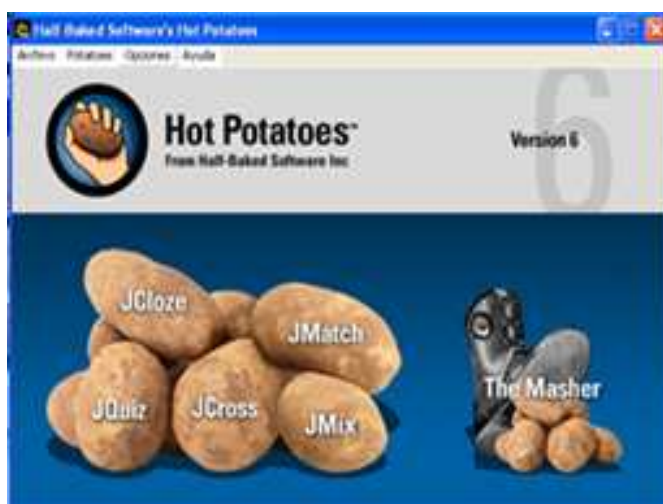 Half-Baked Software's Hot Potatoes
Archivo Potatoes Opciones Ayuda
Hot Potatoes™
From Half-Baked Software Inc
Version 6
6
JCloze
JMatch
JQuiz
JCross
JMix
The Masher